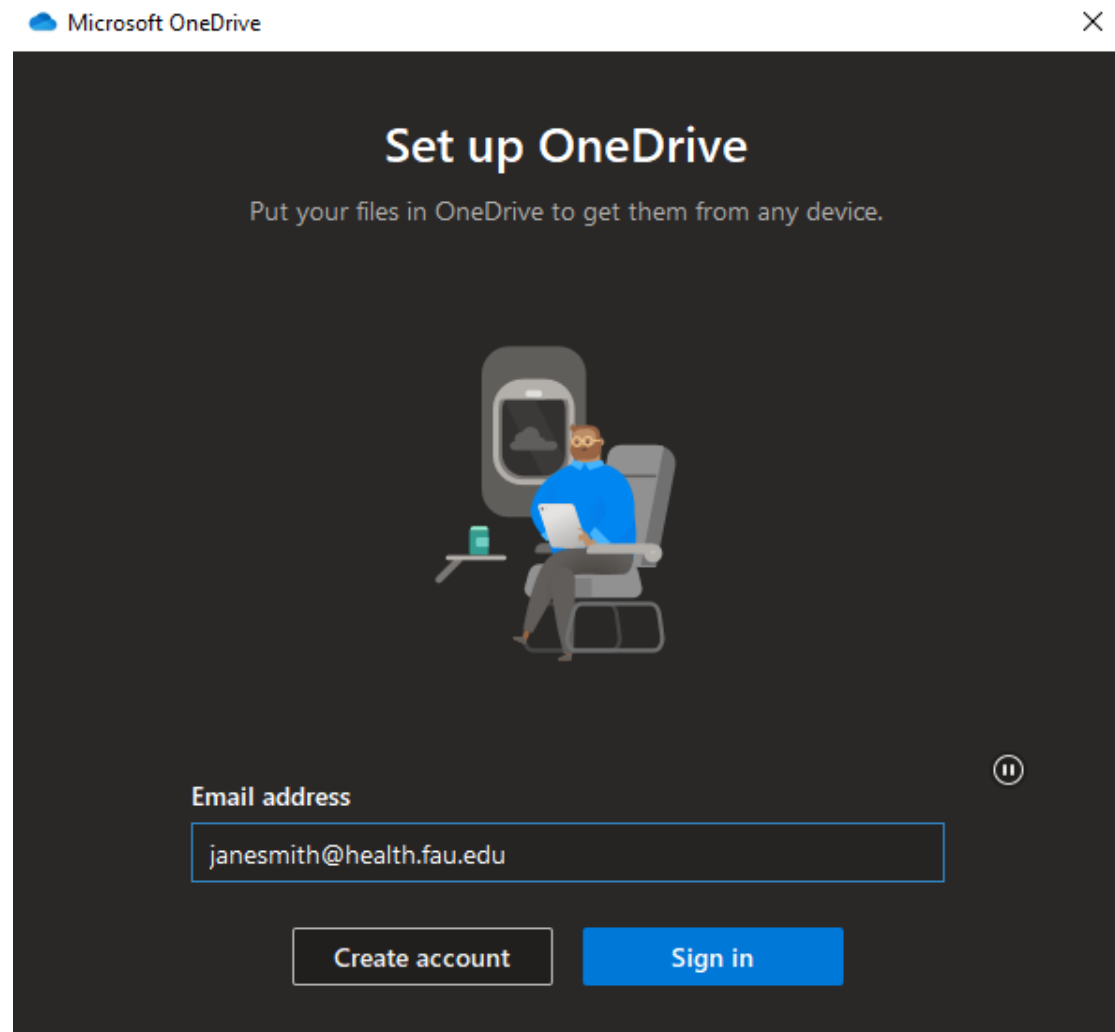 Microsoft OneDrive
Set up OneDrive
Put your files in OneDrive to get them from any device.
Email address
janesmith@health.fau.edu
Create account
Sign in